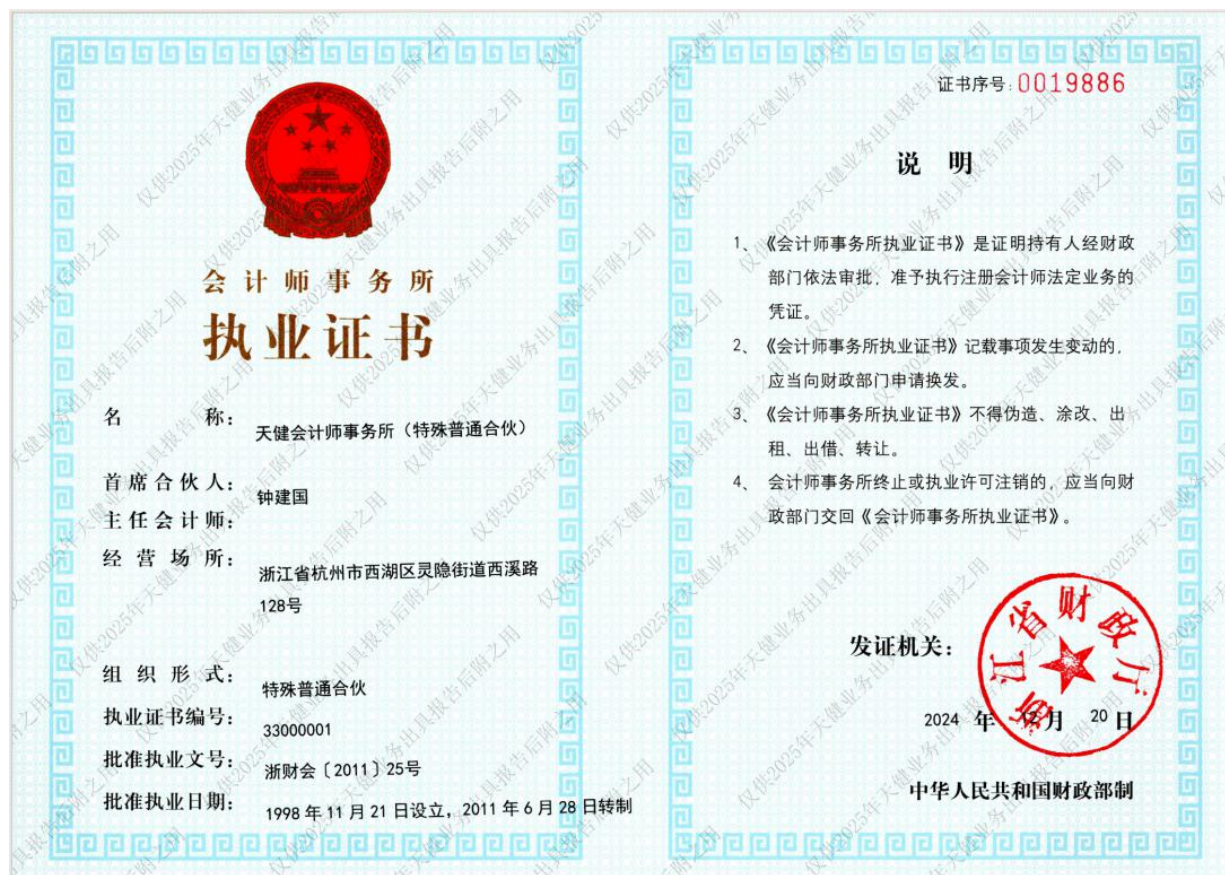 会计师事务所
执业证书
名 称：
天健会计师事务所（特殊普通合伙）
首席合伙人：
钟建国
主任会计师：
经营场所：
浙江省杭州市西湖区灵隐街道西溪路
128号
组织形式：
特殊普通合伙
执业证书编号：
33000001
批准执业文号：
浙财会〔2011〕25号
批准执业日期：
1998年11月21日设立，2011年6月28日转制
证书序号：0019886
说 明
1、《会计师事务所执业证书》是证明持有人经财政
部门依法审批，准予执行注册会计师法定业务的
凭证。
2、《会计师事务所执业证书》记载事项发生变动的，
应当向财政部门申请换发。
3、《会计师事务所执业证书》不得伪造、涂改、出
租、出借、转让。
4、会计师事务所终止或执业许可注销的，应当向财
政部门交回《会计师事务所执业证书》。
发证机关：
浙江省财政厅
2024年12月20日
中华人民共和国财政部制
仅供2025年天健业务出具报告后附之用